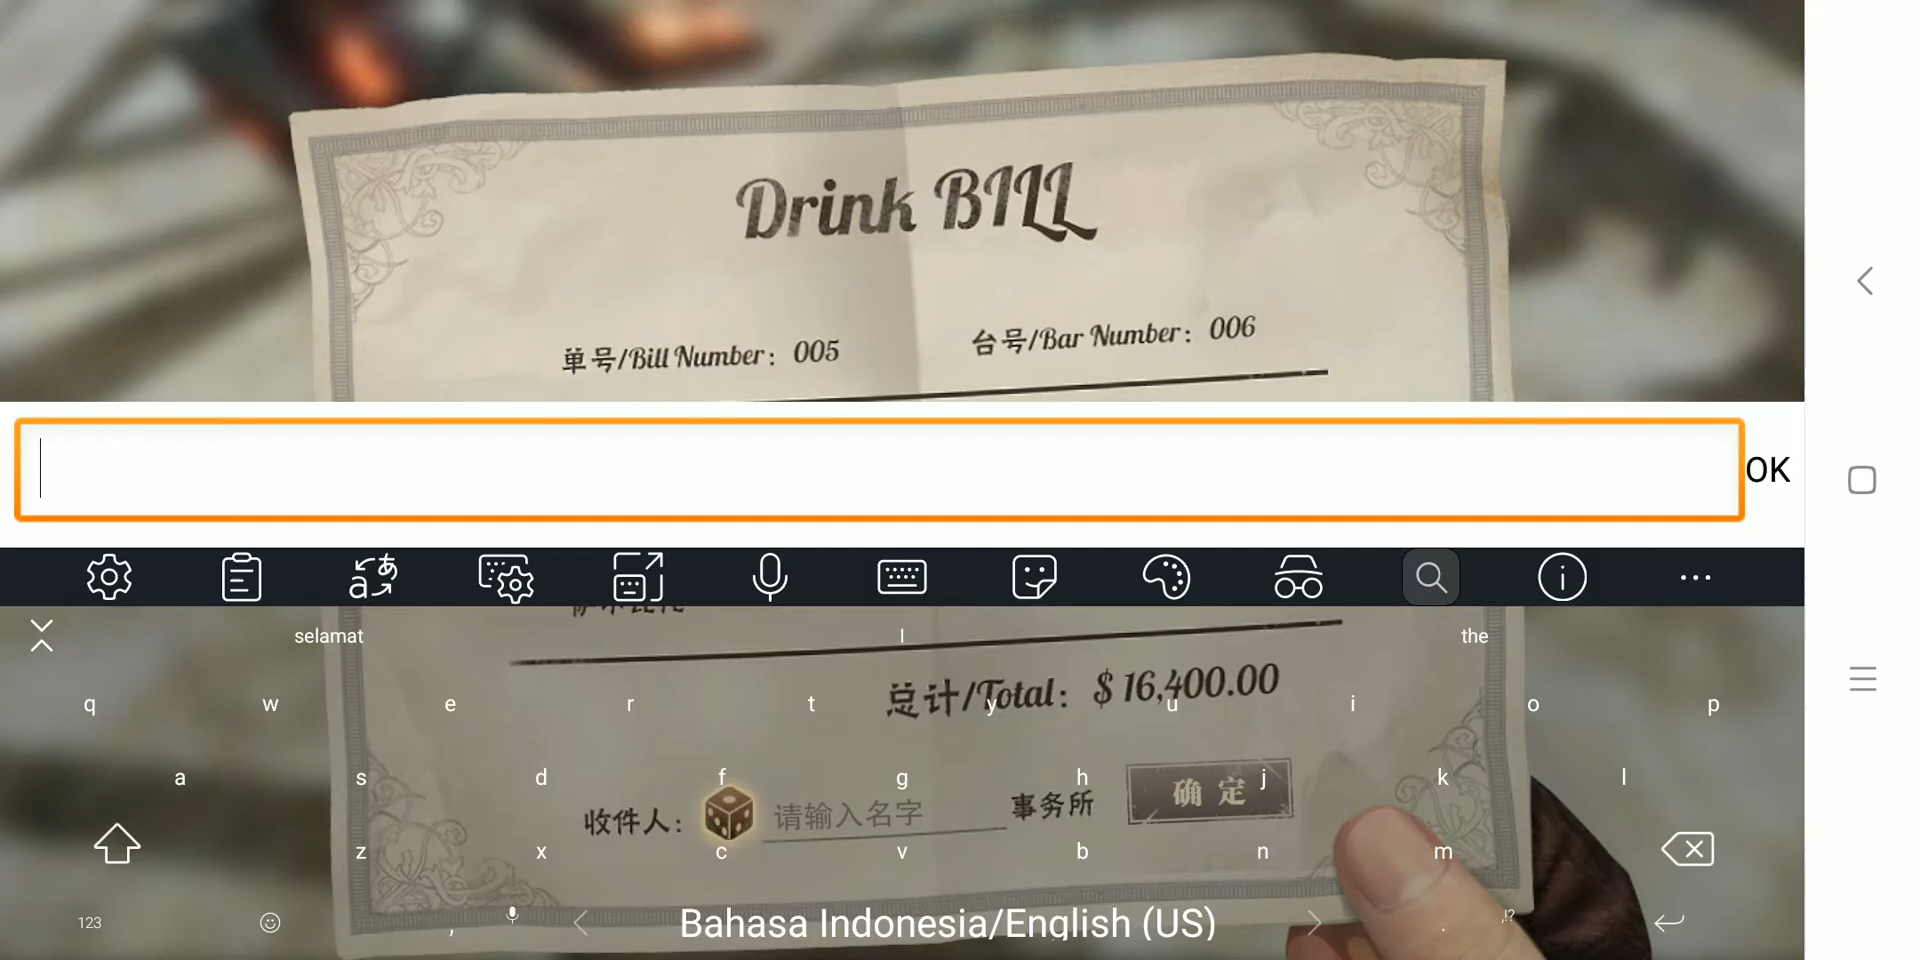 Drink BILL
单号/Bill Number: 005
台号/Bar Number: 006
OK
selamat I the
总计/Total: $ 16,400.00
q w e r t y u i o p
a s d f g h j k l
收件人: 请输入名字 事务所 确定
z x c v b n m
123 , Bahasa Indonesia/English (US) . ,!?